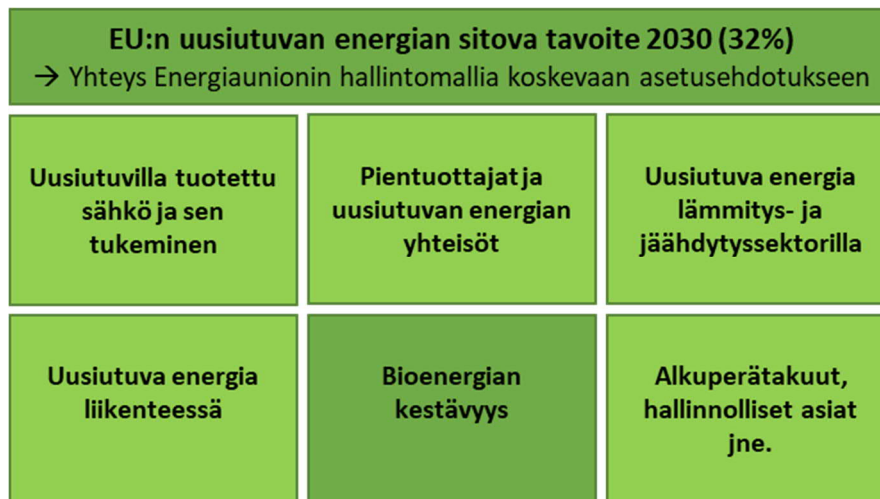 EU:n uusiutuvan energian sitova tavoite 2030 (32%)
→ Yhteys Energiaunionin hallintomallia koskevaan asetusehdotukseen
Uusiutuvilla tuotettu
sähkö ja sen
tukeminen
Pientuottajat ja
uusiutuvan energian
yhteisöt
Uusiutuva energia
lämmitys- ja
jäähdytyssektorilla
Uusiutuva energia
liikenteessä
Bioenergian
kestävyys
Alkuperätakuut,
hallinnolliset asiat
jne.